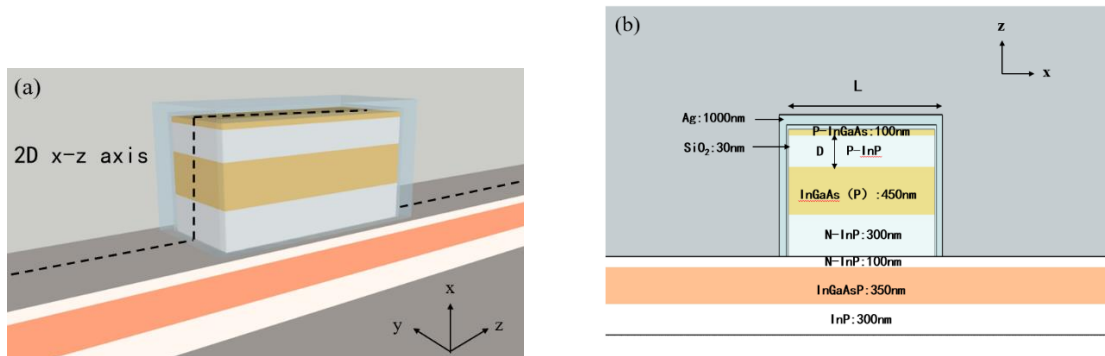 (a)
2D x-z axis
x
y
z
(b)
z
x
L
Ag:1000nm
P-InGaAs:100nm
SiO₂:30nm
D
P-InP
InGaAs (P):450nm
N-InP:300nm
N-InP:100nm
InGaAsP:350nm
InP:300nm